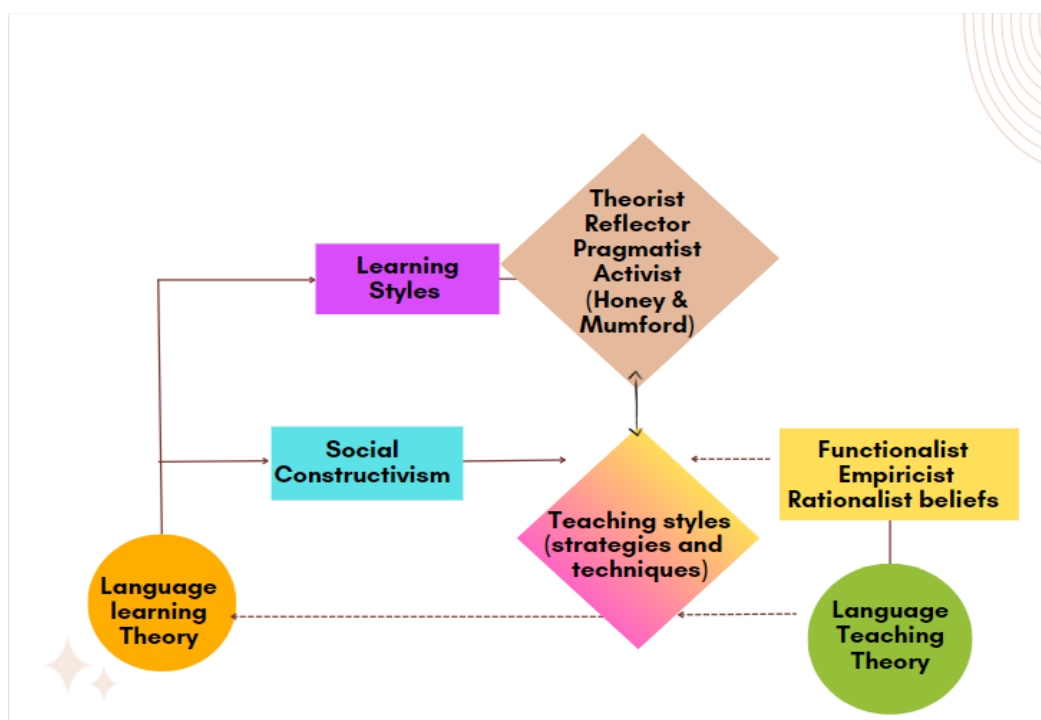 Theorist
Reflector
Pragmatist
Activist
(Honey &
Mumford)
Learning
Styles
Social
Constructivism
Functionalist
Empiricist
Rationalist beliefs
Teaching styles
(strategies and
techniques)
Language
learning
Theory
Language
Teaching
Theory